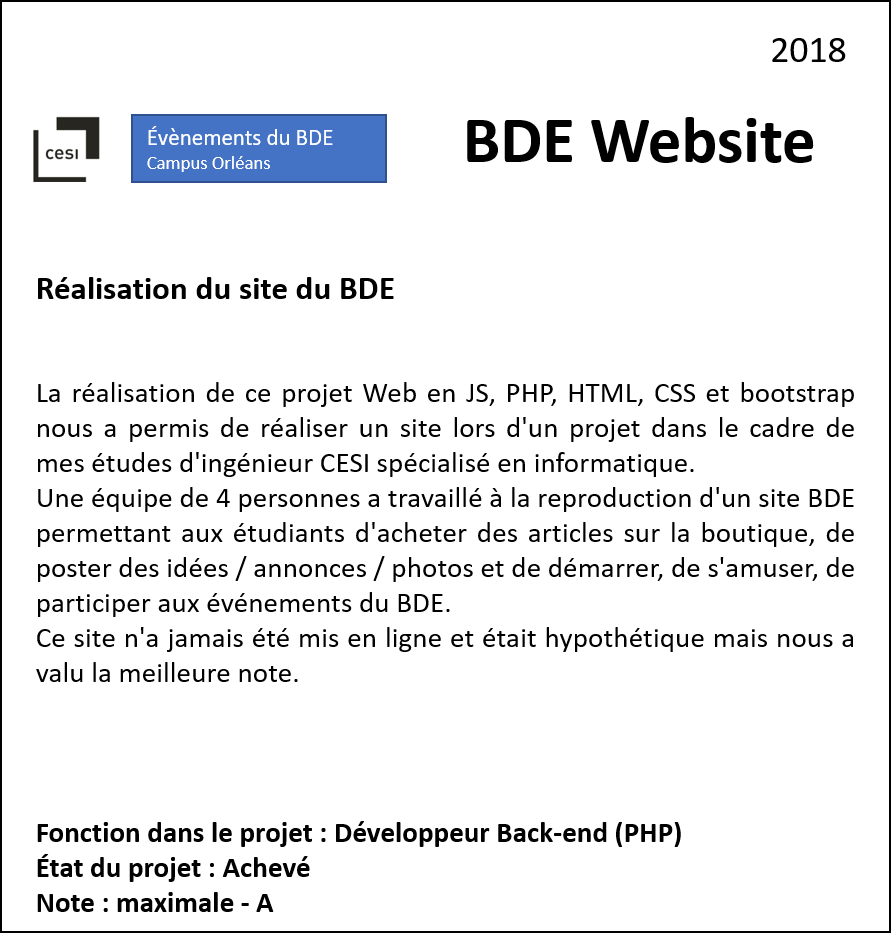 2018
cesi
Évènements du BDE
Campus Orléans
BDE Website
Réalisation du site du BDE
La réalisation de ce projet Web en JS, PHP, HTML, CSS et bootstrap
nous a permis de réaliser un site lors d'un projet dans le cadre de
mes études d'ingénieur CESI spécialisé en informatique.
Une équipe de 4 personnes a travaillé à la reproduction d'un site BDE
permettant aux étudiants d'acheter des articles sur la boutique, de
poster des idées / annonces / photos et de démarrer, de s'amuser, de
participer aux événements du BDE.
Ce site n'a jamais été mis en ligne et était hypothétique mais nous a
valu la meilleure note.
Fonction dans le projet : Développeur Back-end (PHP)
État du projet : Achevé
Note : maximale - A